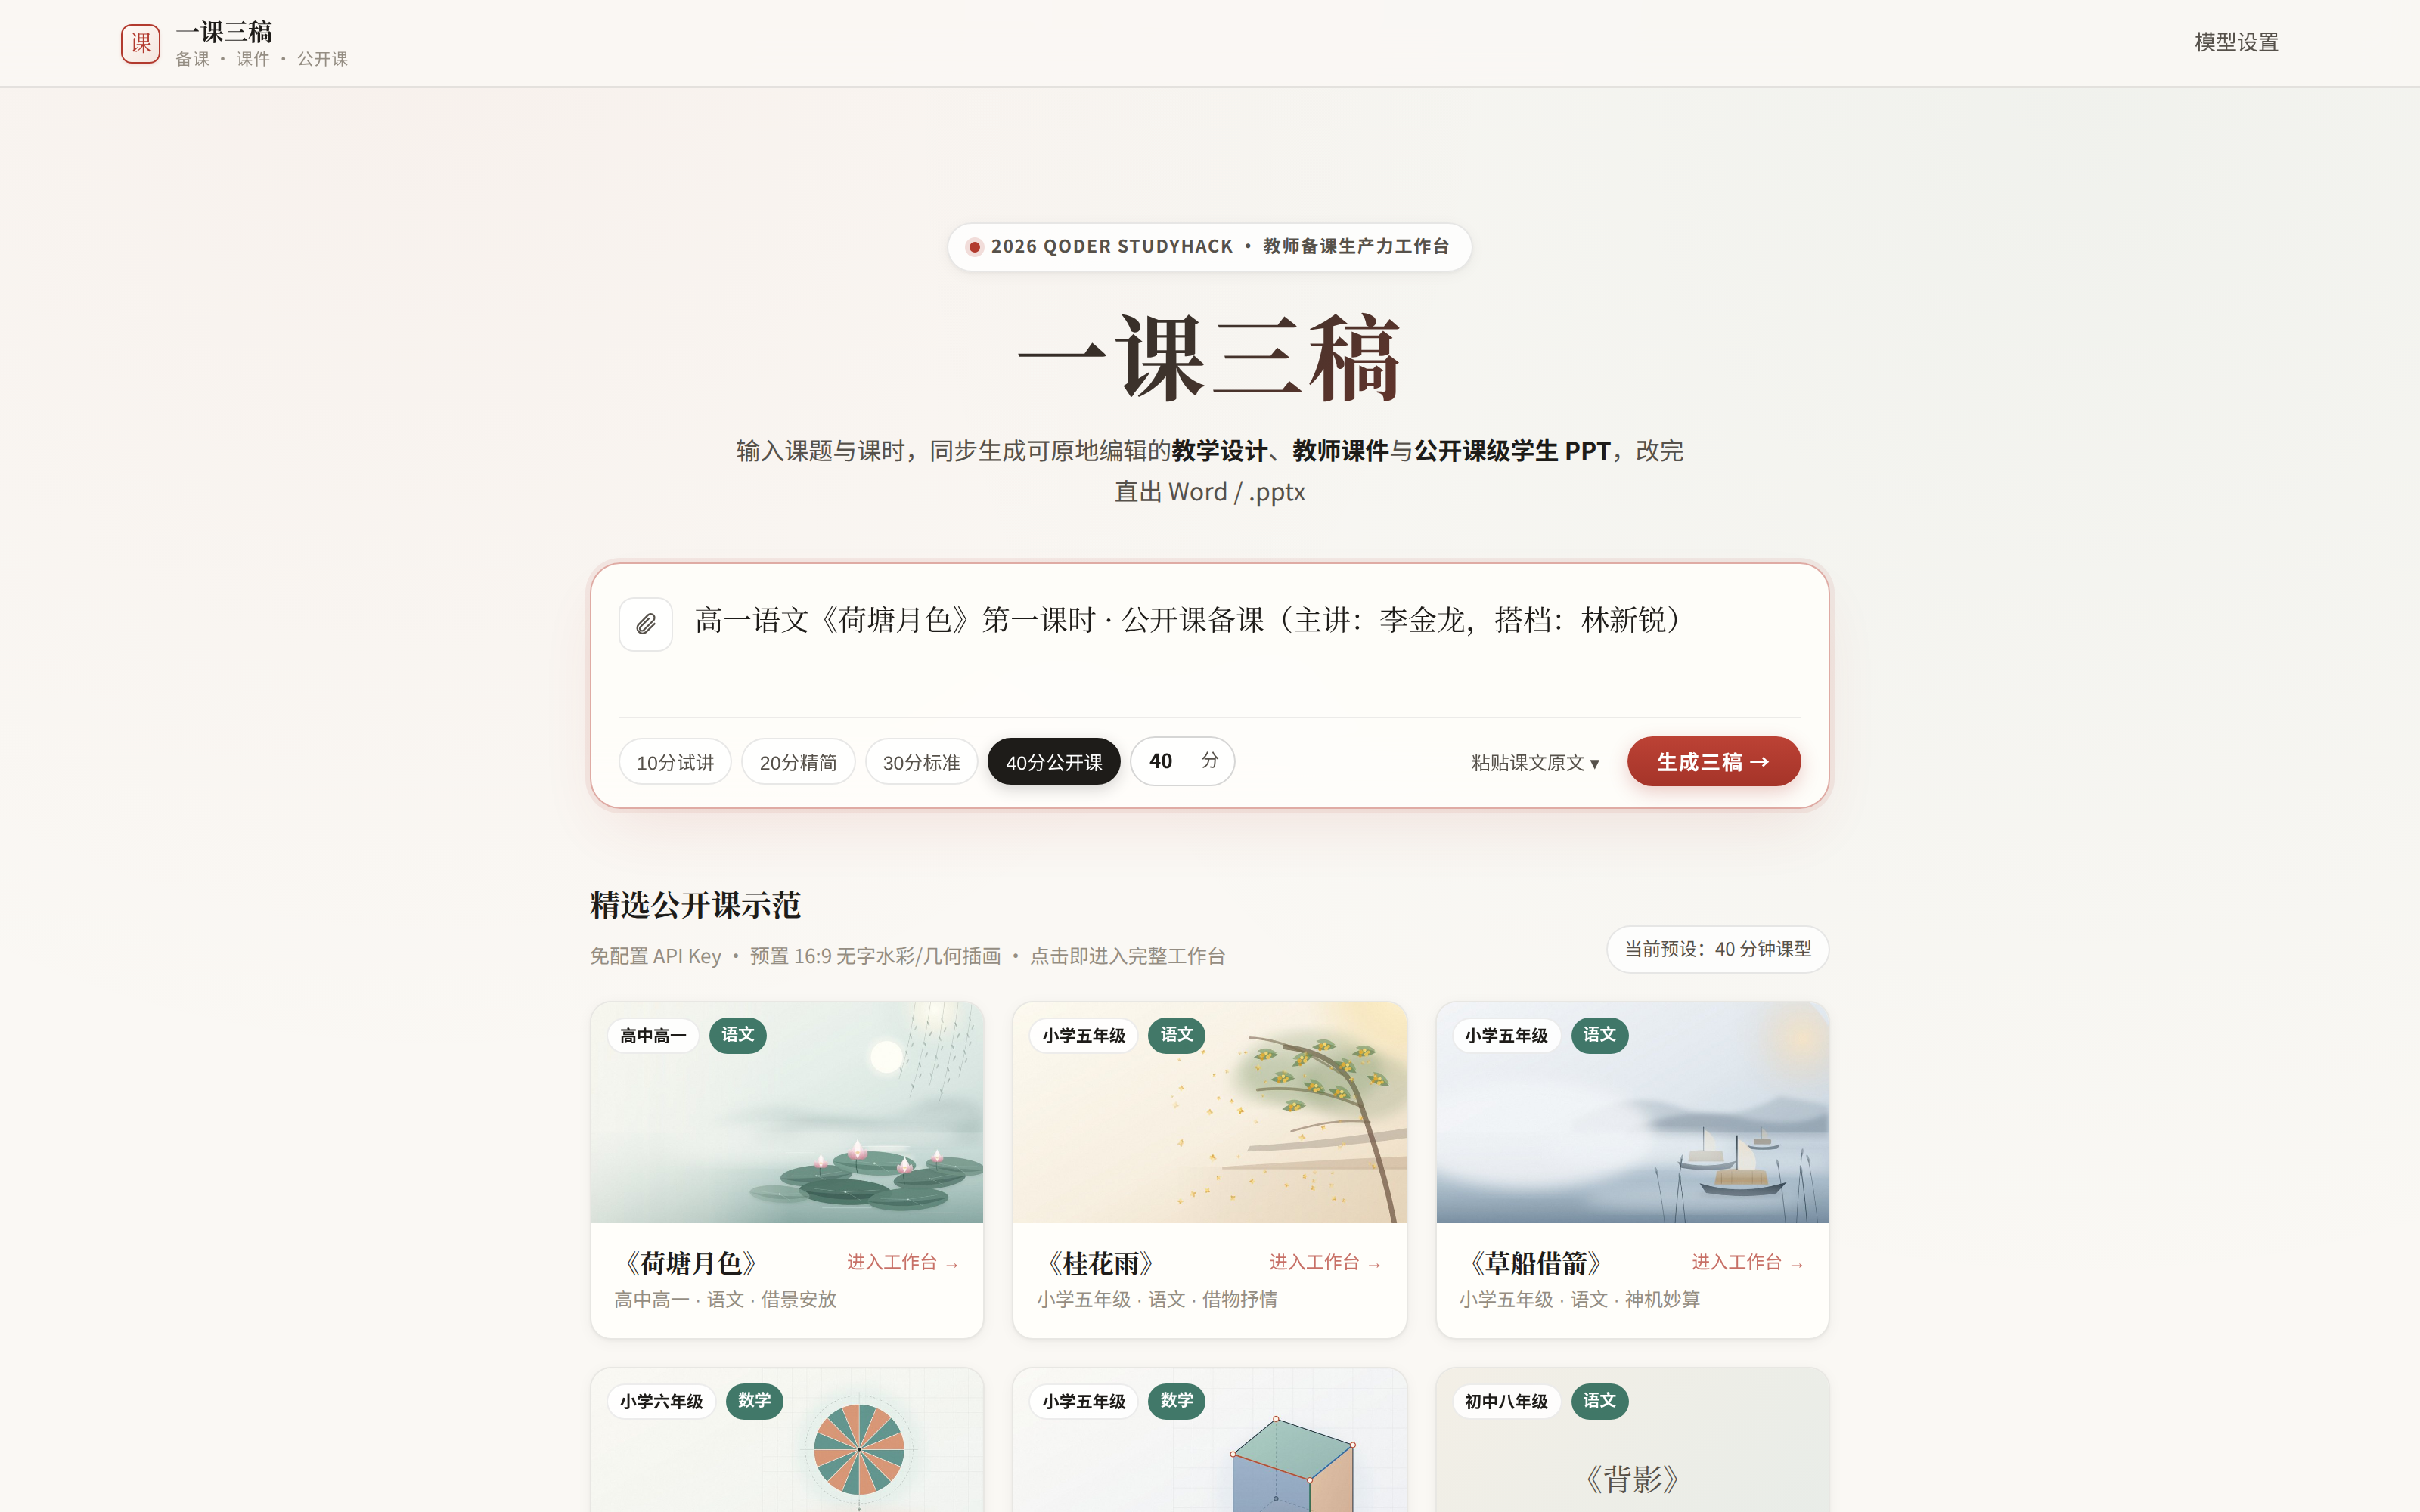 课
一课三稿
备课 · 课件 · 公开课
模型设置
2026 QODER STUDYHACK · 教师备课生产力工作台
一课三稿
输入课题与课时，同步生成可原地编辑的教学设计、教师课件与公开课级学生 PPT，改完
直出 Word / .pptx
高一语文《荷塘月色》第一课时 · 公开课备课（主讲：李金龙，搭档：林新锐）
10分试讲
20分精简
30分标准
40分公开课
40 分
粘贴课文原文 ▾
生成三稿 →
精选公开课示范
免配置 API Key · 预置 16:9 无字水彩/几何插画 · 点击即进入完整工作台
当前预设：40 分钟课型
高中高一 语文
《荷塘月色》 进入工作台 →
高中高一 · 语文 · 借景安放
小学五年级 语文
《桂花雨》 进入工作台 →
小学五年级 · 语文 · 借物抒情
小学五年级 语文
《草船借箭》 进入工作台 →
小学五年级 · 语文 · 神机妙算
小学六年级 数学
小学五年级 数学
初中八年级 语文
《背影》